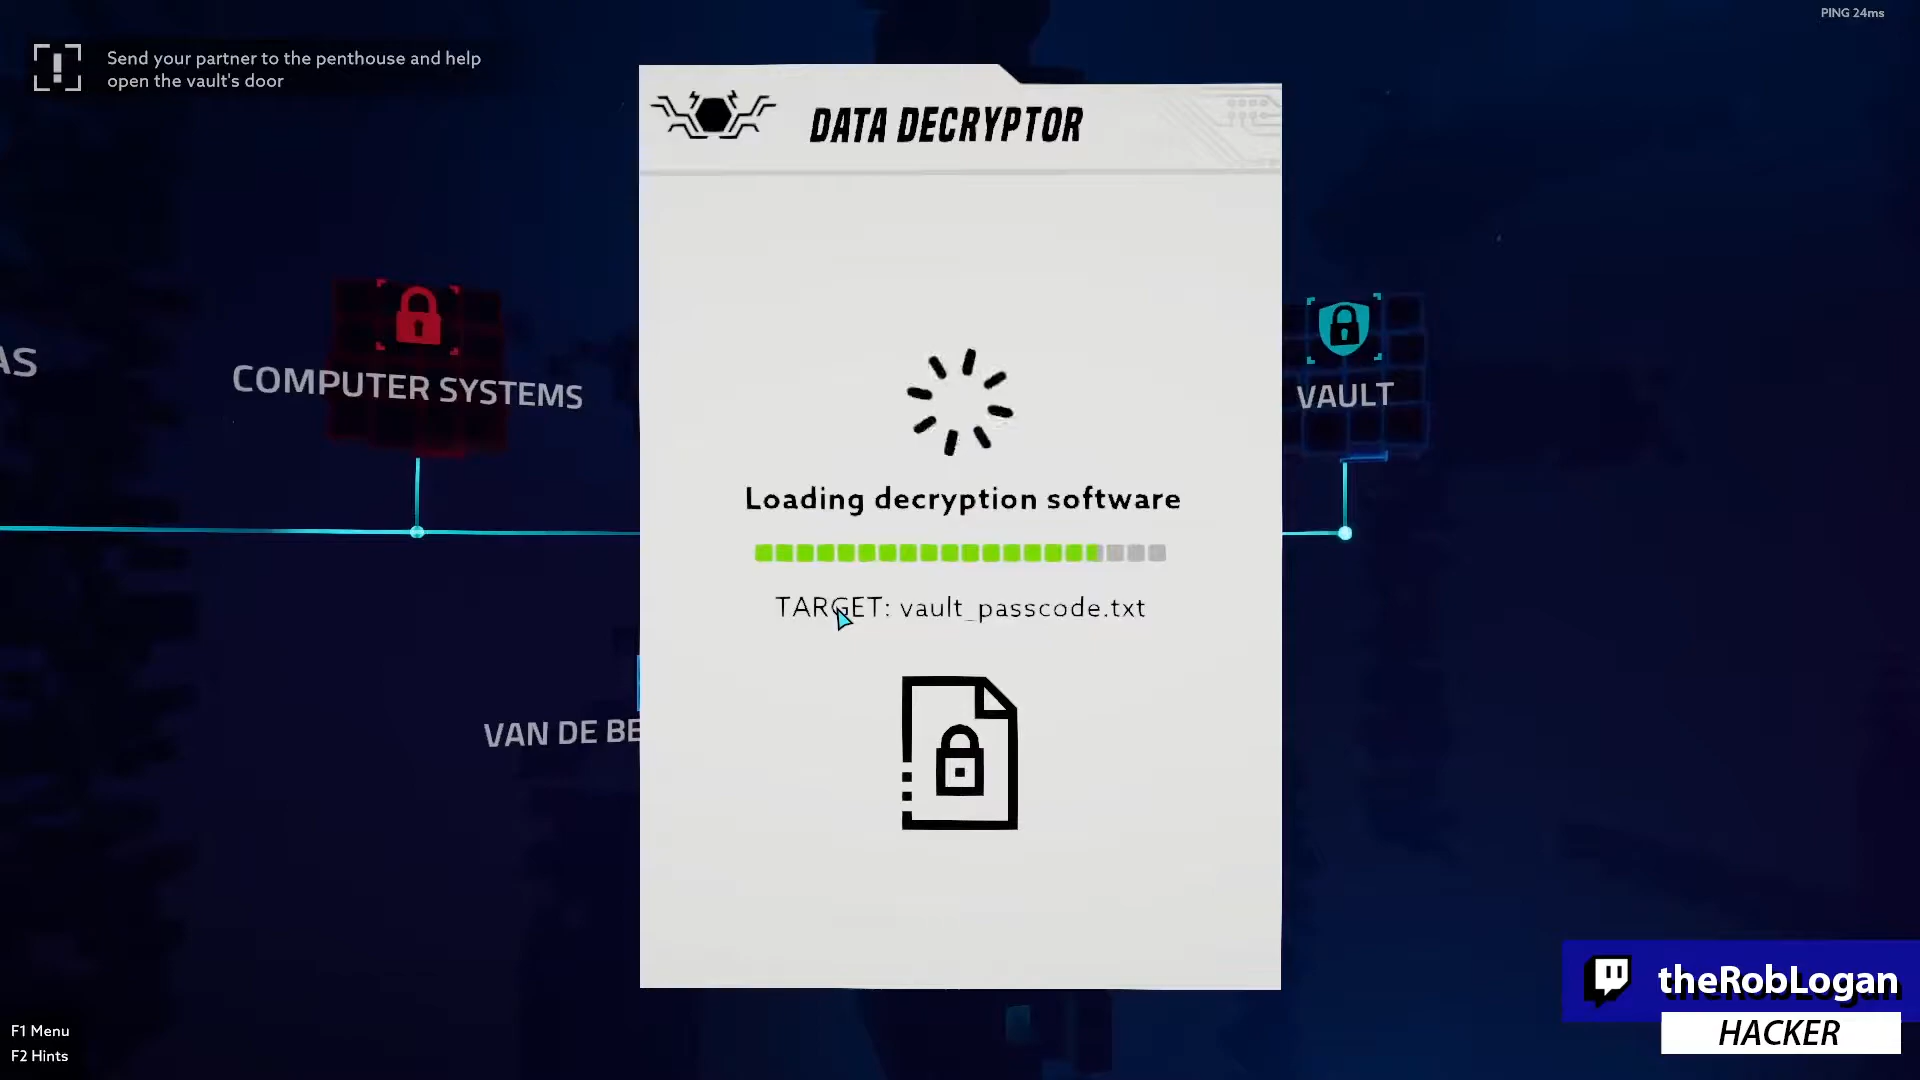 PING 24ms
Send your partner to the penthouse and help
open the vault's door
DATA DECRYPTOR
AS
COMPUTER SYSTEMS
VAULT
Loading decryption software
TARGET: vault_passcode.txt
VAN DE BE
theRobLogan
HACKER
F1 Menu
F2 Hints